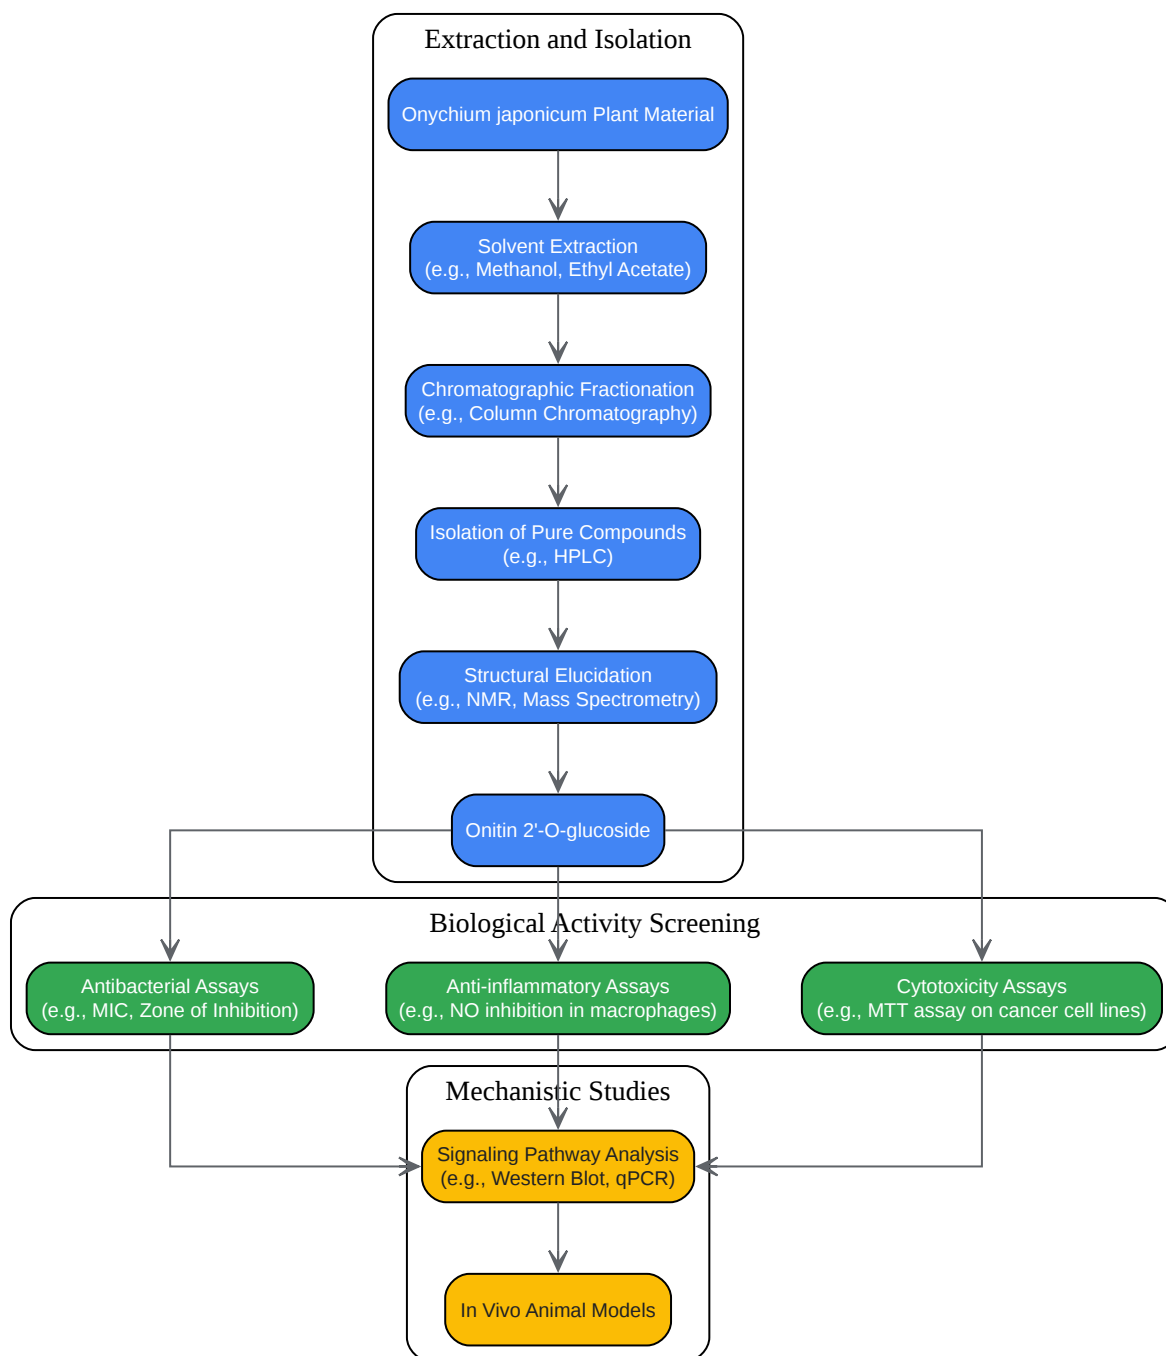 Extraction and Isolation
Onychium japonicum Plant Material
Solvent Extraction
(e.g., Methanol, Ethyl Acetate)
Chromatographic Fractionation
(e.g., Column Chromatography)
Isolation of Pure Compounds
(e.g., HPLC)
Structural Elucidation
(e.g., NMR, Mass Spectrometry)
Onitin 2'-O-glucoside
Biological Activity Screening
Antibacterial Assays
(e.g., MIC, Zone of Inhibition)
Anti-inflammatory Assays
(e.g., NO inhibition in macrophages)
Cytotoxicity Assays
(e.g., MTT assay on cancer cell lines)
Mechanistic Studies
Signaling Pathway Analysis
(e.g., Western Blot, qPCR)
In Vivo Animal Models